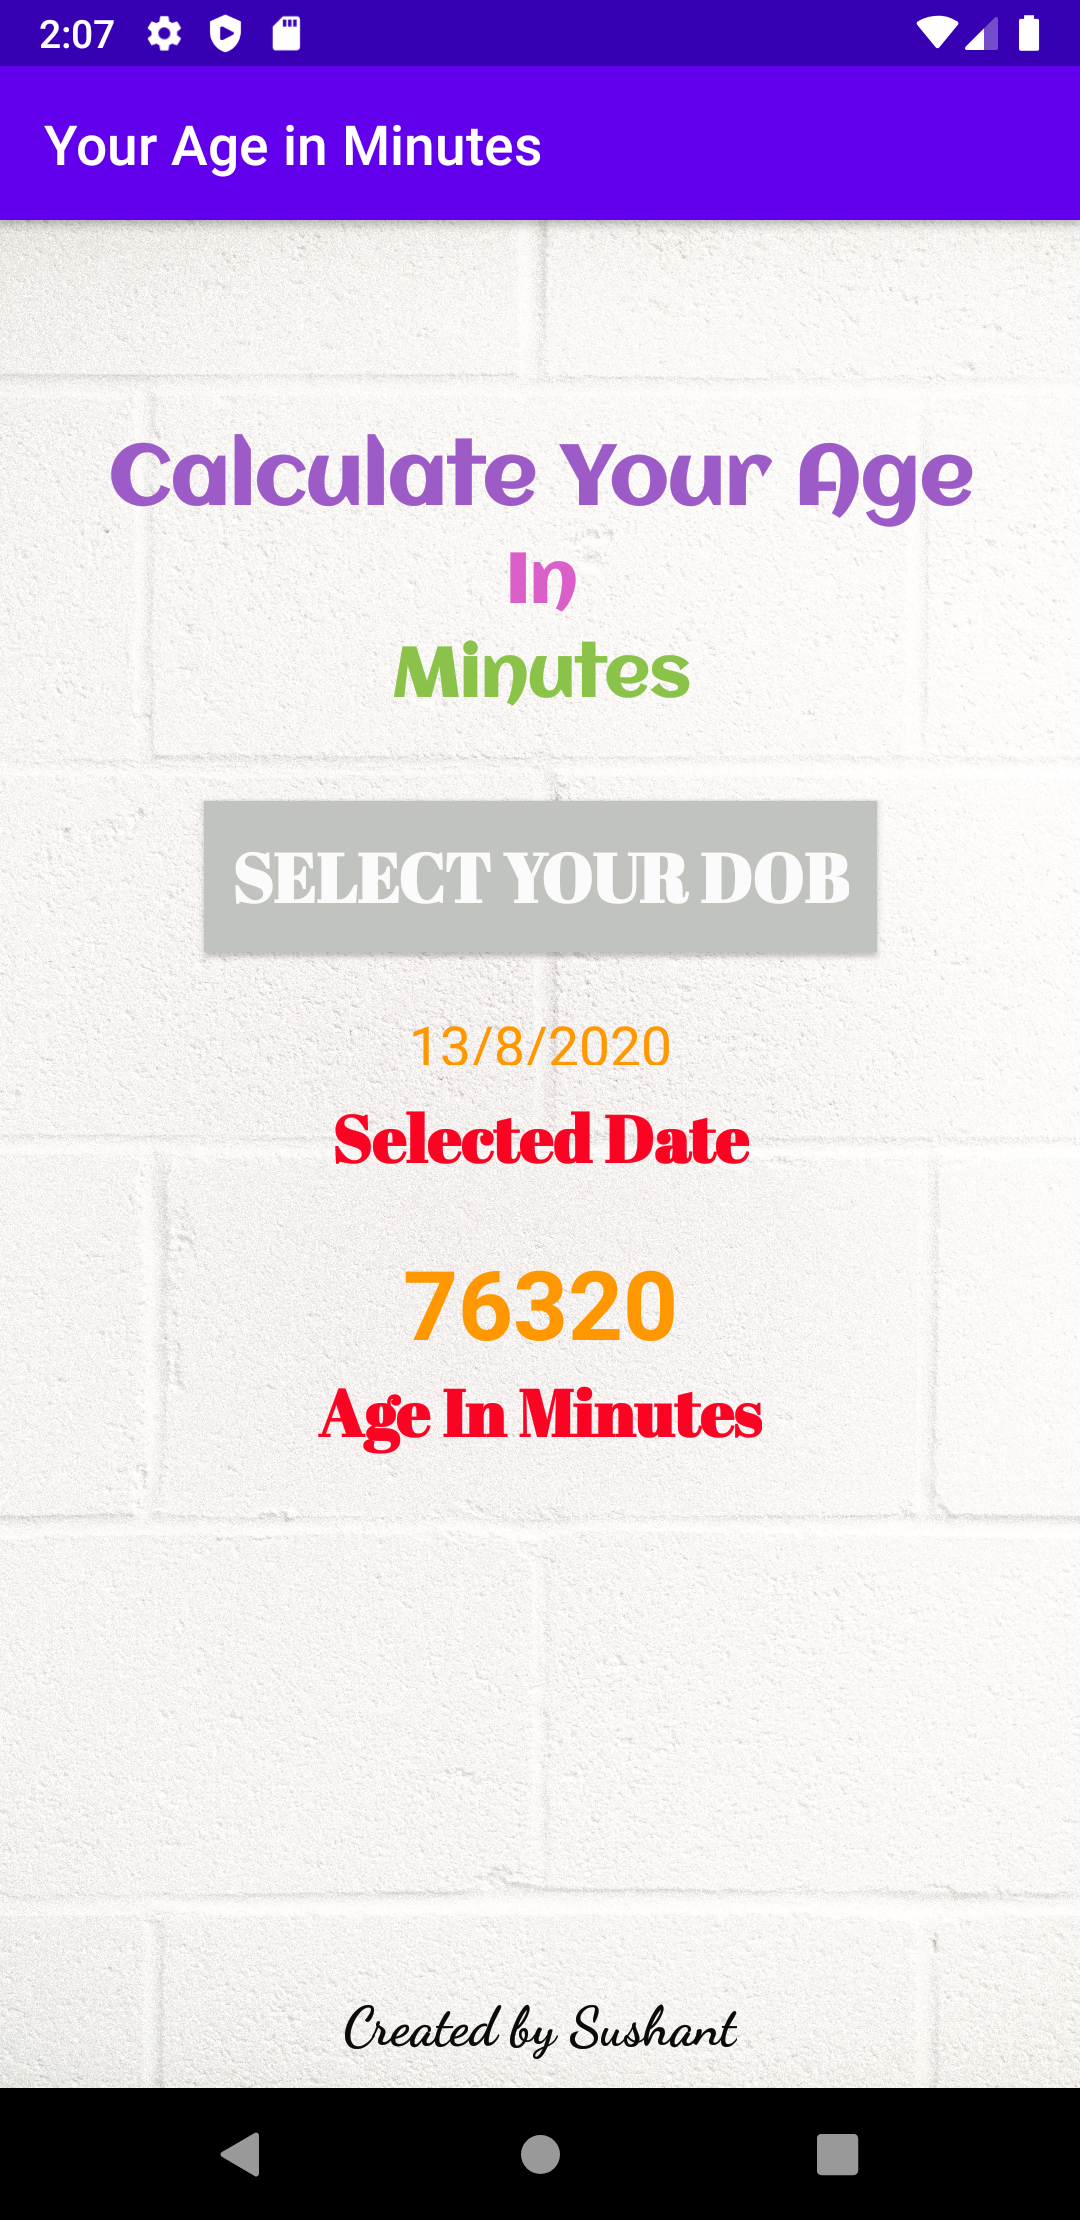 2:07
Your Age in Minutes
Calculate Your Age
In
Minutes
SELECT YOUR DOB
13/8/2020
Selected Date
76320
Age In Minutes
Created by Sushant